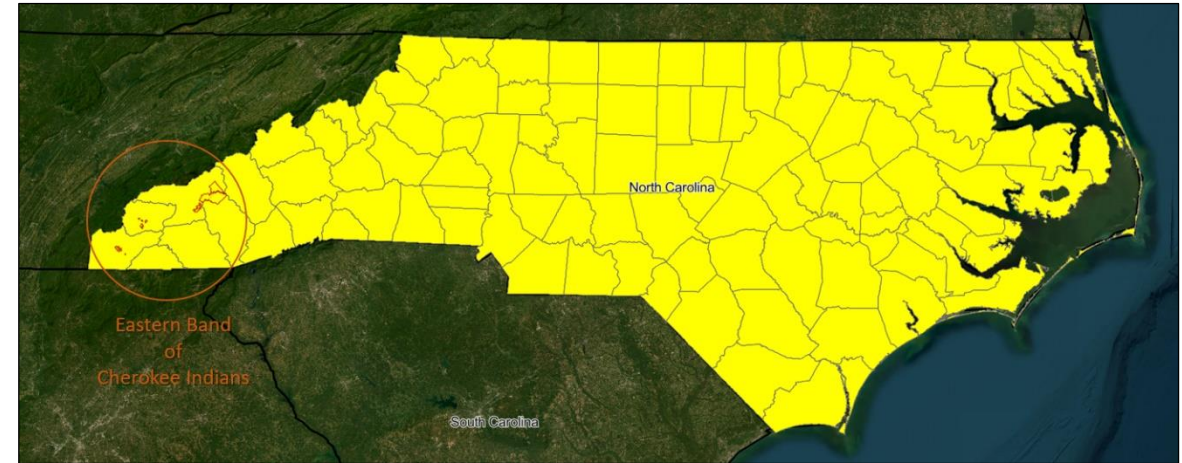 North Carolina
Eastern Band
of
Cherokee Indians
South Carolina